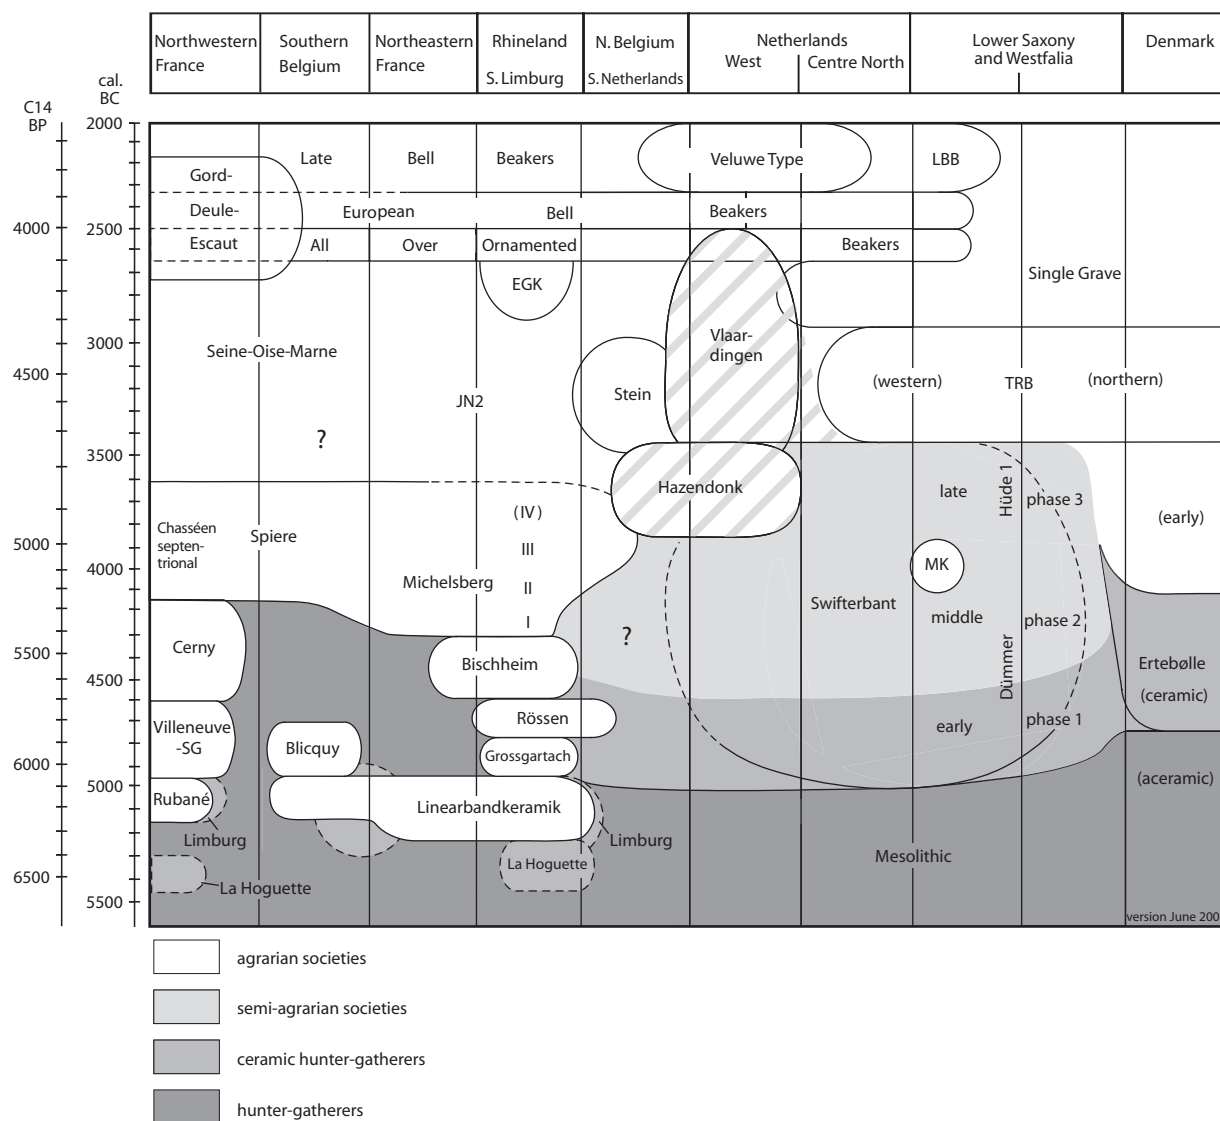 Northwestern
France
Southern
Belgium
Northeastern
France
Rhineland
S. Limburg
N. Belgium
S. Netherlands
Netherlands
West
Centre North
Lower Saxony
and Westfalia
Denmark
C14
BP
cal.
BC
2000
2500
3000
3500
4000
4500
5000
5500
4000
4500
5000
5500
6000
6500
Late
Bell
Beakers
Veluwe Type
LBB
Gord-
Deule-
Escaut
European
Bell
Beakers
All
Over
Ornamented
Beakers
EGK
Single Grave
Seine-Oise-Marne
Vlaar-
dingen
Stein
JN2
(western)
TRB
(northern)
?
Hazendonk
late
Hüde 1
phase 3
(early)
Chasséen
septen-
trional
Spiere
(IV)
III
II
I
Michelsberg
MK
Swifterbant
middle
phase 2
Dümmer
?
Cerny
Bischheim
Ertebølle
(ceramic)
Villeneuve
-SG
Blicquy
Rössen
Grossgartach
early
phase 1
Rubané
Linearbandkeramik
(aceramic)
Limburg
Limburg
La Hoguette
La Hoguette
Mesolithic
version June 200
agrarian societies
semi-agrarian societies
ceramic hunter-gatherers
hunter-gatherers